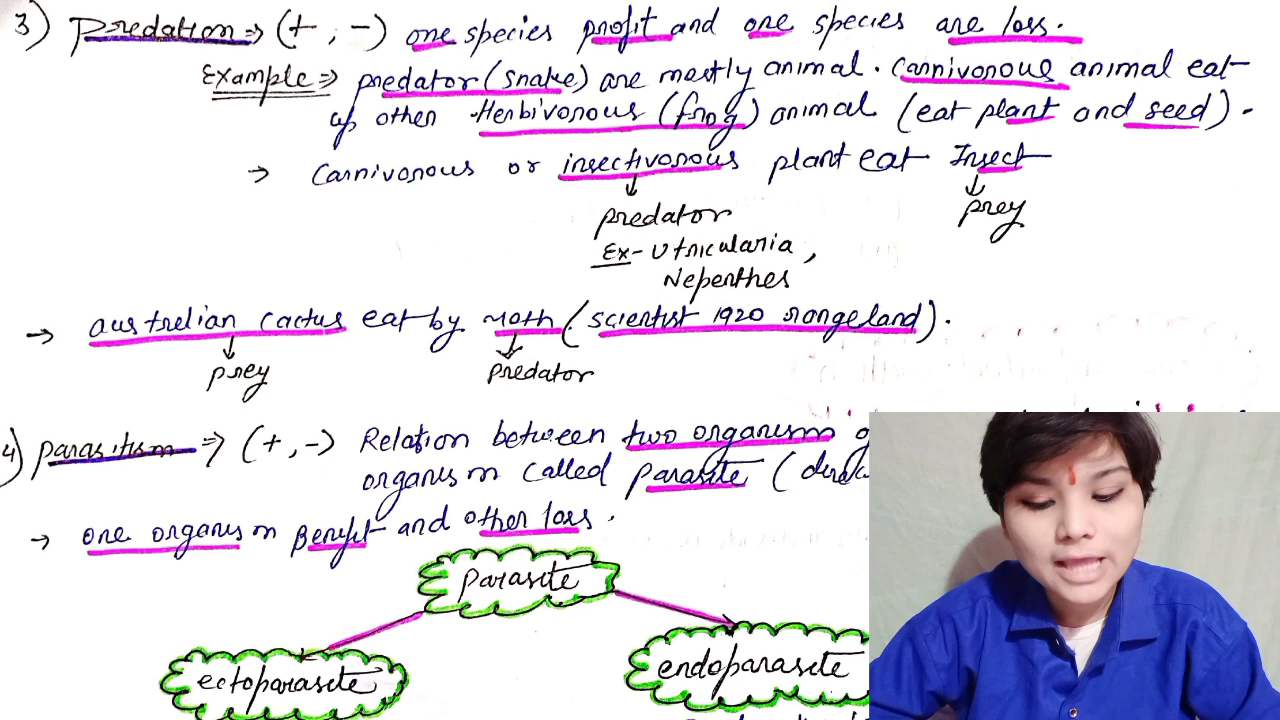 3) Predation ⇒ (+, -) one species profit and one species are loss.
Example ⇒ predator (snake) are mostly animal. Carnivorous animal eat
up other Herbivorous (frog) animal (eat plant and seed).
→ Carnivorous or insectivorous plant eat Insect
↓ predator
↓ prey
Ex- Utricularia,
Nepenthes
→ australian cactus eat by moth (scientist 1920 rangeland).
↓ prey
↓ predator
4) parasitism ⇒ (+, -) Relation between two organism
organism called parasite (
→ one organism Benefit and other loss.
parasite
ectoparasite
endoparasite